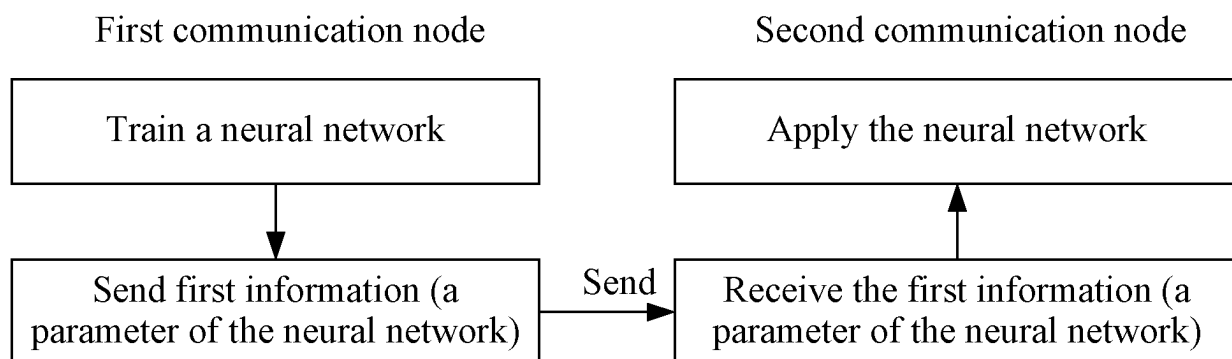 First communication node
Second communication node
Train a neural network
Apply the neural network
Send first information (a
parameter of the neural network)
Send
Receive the first information (a
parameter of the neural network)